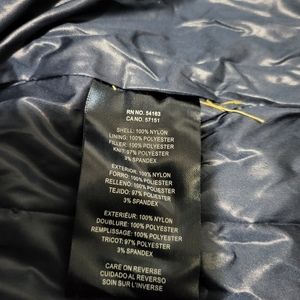 RN NO. 54163
CA NO. 57151
SHELL: 100% NYLON
LINING: 100% POLYESTER
FILLER: 100% POLYESTER
KNIT: 97% POLYESTER
3% SPANDEX
EXTERIOR: 100% NYLON
FORRO: 100% POLYESTER
RELLENO: 100% POLYESTER
TEJIDO: 97% POLYESTER
3% SPANDEX
EXTÉRIEUR: 100% NYLON
DOUBLURE: 100% POLYESTER
REMPLISSAGE: 100% POLYESTER
TRICOT: 97% POLYESTER
3% SPANDEX
CARE ON REVERSE
CUIDADO AL REVERSO
SOIN SUR L'INVERSE